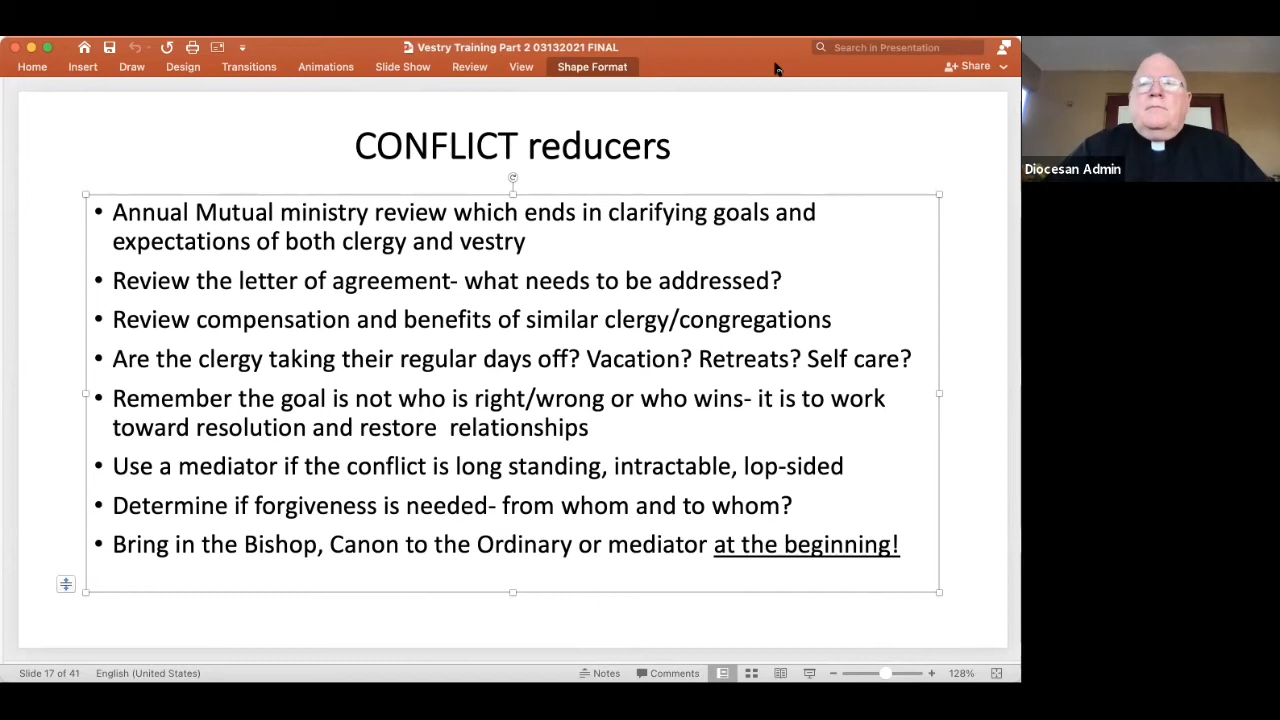 Vestry Training Part 2 03132021 FINAL
Search in Presentation
Home Insert Draw Design Transitions Animations Slide Show Review View Shape Format Share
CONFLICT reducers
• Annual Mutual ministry review which ends in clarifying goals and
expectations of both clergy and vestry
• Review the letter of agreement- what needs to be addressed?
• Review compensation and benefits of similar clergy/congregations
• Are the clergy taking their regular days off? Vacation? Retreats? Self care?
• Remember the goal is not who is right/wrong or who wins- it is to work
toward resolution and restore  relationships
• Use a mediator if the conflict is long standing, intractable, lop-sided
• Determine if forgiveness is needed- from whom and to whom?
• Bring in the Bishop, Canon to the Ordinary or mediator at the beginning!
Slide 17 of 41 English (United States) Notes Comments 128%
Diocesan Admin